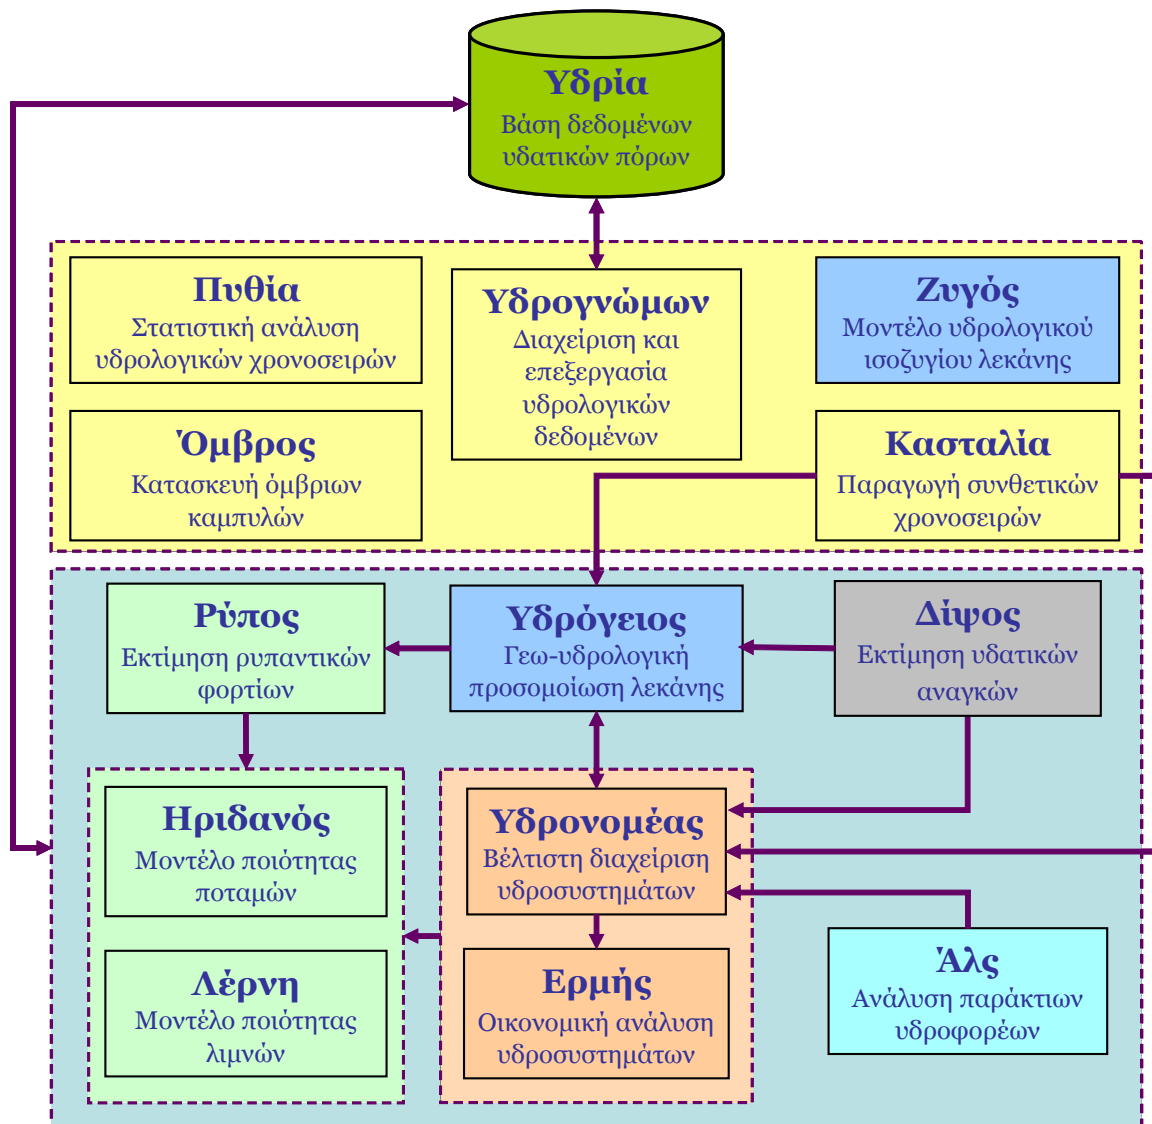 Υδρία
Βάση δεδομένων
υδατικών πόρων
Πυθία
Στατιστική ανάλυση
υδρολογικών χρονοσειρών
Υδρογνώμων
Διαχείριση και
επεξεργασία
υδρολογικών
δεδομένων
Ζυγός
Μοντέλο υδρολογικού
ισοζυγίου λεκάνης
Όμβρος
Κατασκευή όμβριων
καμπυλών
Κασταλία
Παραγωγή συνθετικών
χρονοσειρών
Ρύπος
Εκτίμηση ρυπαντικών
φορτίων
Υδρόγειος
Γεω-υδρολογική
προσομοίωση λεκάνης
Δίψος
Εκτίμηση υδατικών
αναγκών
Ηριδανός
Μοντέλο ποιότητας
ποταμών
Υδρονομέας
Βέλτιστη διαχείριση
υδροσυστημάτων
Λέρνη
Μοντέλο ποιότητας
λιμνών
Ερμής
Οικονομική ανάλυση
υδροσυστημάτων
Άλς
Ανάλυση παράκτιων
υδροφορέων